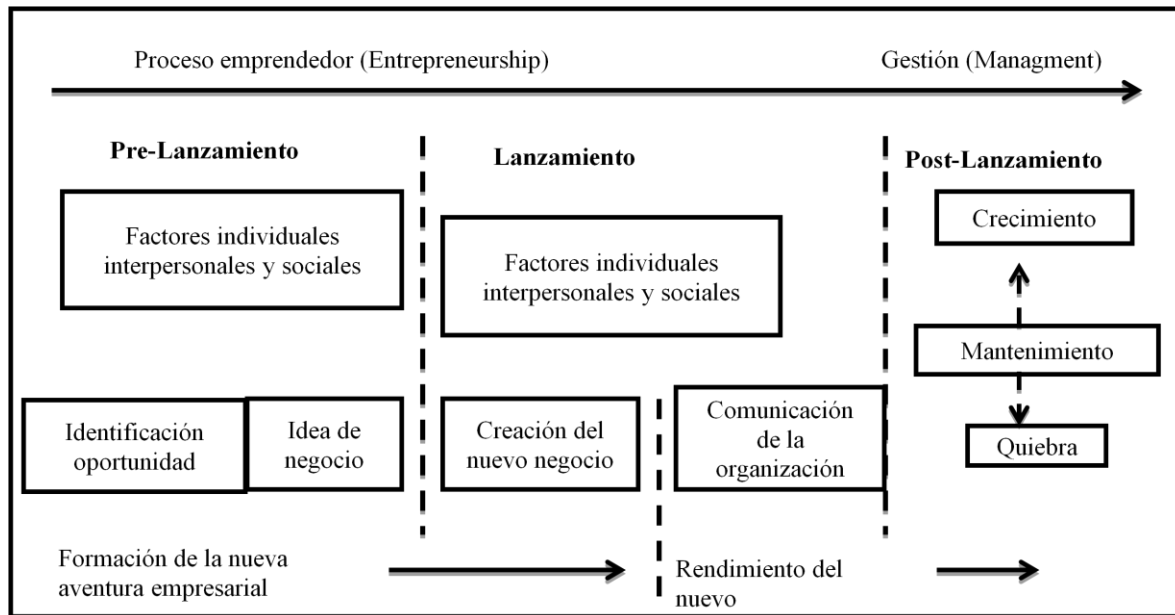 Proceso emprendedor (Entrepreneurship)
Gestión (Managment)
Pre-Lanzamiento
Lanzamiento
Post-Lanzamiento
Factores individuales
interpersonales y sociales
Factores individuales
interpersonales y sociales
Crecimiento
Mantenimiento
Quiebra
Identificación
oportunidad
Idea de
negocio
Creación del
nuevo negocio
Comunicación
de la
organización
Formación de la nueva
aventura empresarial
Rendimiento del
nuevo